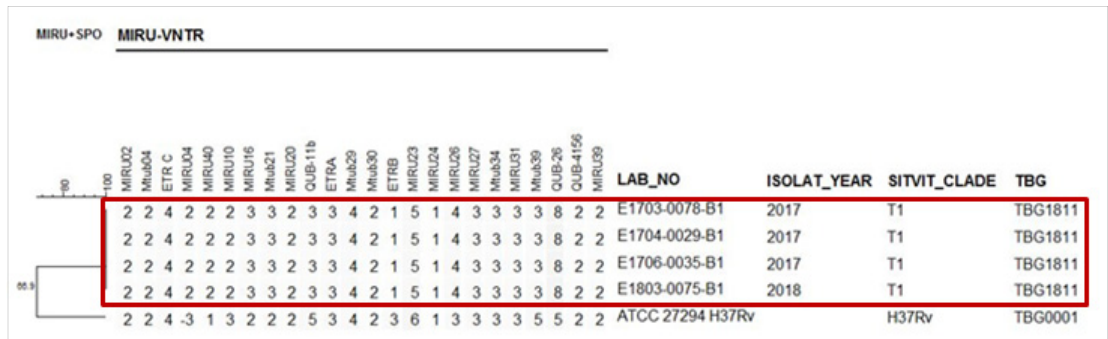 MIRU+SPO MIRU-VNTR
80 100 MIRU02 Mtub04 ETR C MIRU04 MIRU40 MIRU10 MIRU16 Mtub21 MIRU20 QUB-11b ETRA Mtub29 Mtub30 ETRB MIRU23 MIRU24 MIRU26 MIRU27 Mtub34 MIRU31 Mtub39 QUB-26 QUB-4156 MIRU39 LAB_NO ISOLAT_YEAR SITVIT_CLADE TBG
2 2 4 2 2 2 3 3 2 3 3 4 2 1 5 1 4 3 3 3 3 8 2 2 E1703-0078-B1 2017 T1 TBG1811
2 2 4 2 2 2 3 3 2 3 3 4 2 1 5 1 4 3 3 3 3 8 2 2 E1704-0029-B1 2017 T1 TBG1811
2 2 4 2 2 2 3 3 2 3 3 4 2 1 5 1 4 3 3 3 3 8 2 2 E1706-0035-B1 2017 T1 TBG1811
2 2 4 2 2 2 3 3 2 3 3 4 2 1 5 1 4 3 3 3 3 8 2 2 E1803-0075-B1 2018 T1 TBG1811
2 2 4 -3 1 3 2 2 2 5 3 4 2 3 6 1 3 3 3 3 5 5 2 2 ATCC 27294 H37Rv H37Rv TBG0001